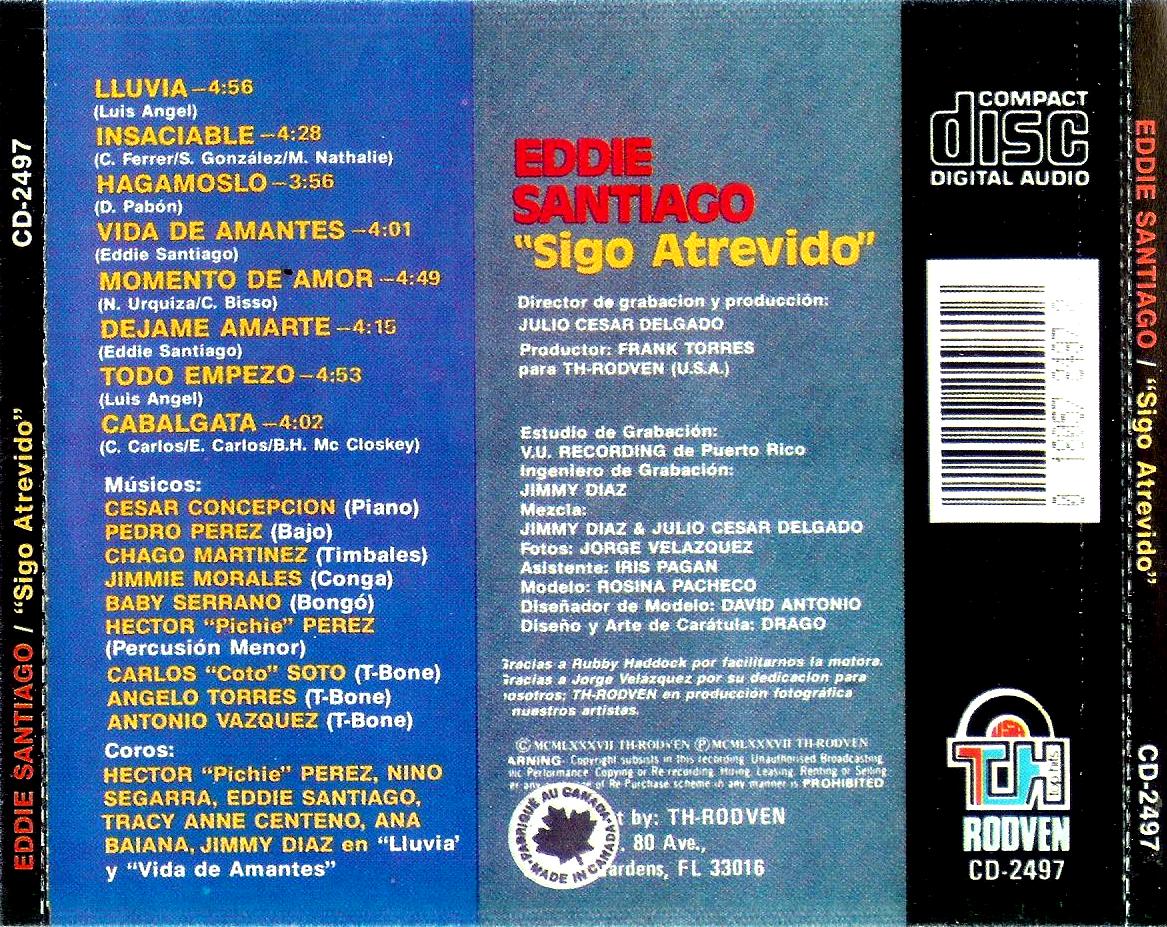 CD-2497
EDDIE SANTIAGO / "Sigo Atrevido"
LLUVIA – 4:56
(Luis Angel)
INSACIABLE – 4:28
(C. Ferrer/S. González/M. Nathalie)
HAGAMOSLO – 3:56
(D. Pabón)
VIDA DE AMANTES – 4:01
(Eddie Santiago)
MOMENTO DE AMOR – 4:49
(N. Urquiza/C. Bisso)
DEJAME AMARTE – 4:15
(Eddie Santiago)
TODO EMPEZO – 4:53
(Luis Angel)
CABALGATA – 4:02
(C. Carlos/E. Carlos/B.H. Mc Closkey)
Músicos:
CESAR CONCEPCION (Piano)
PEDRO PEREZ (Bajo)
CHAGO MARTINEZ (Timbales)
JIMMIE MORALES (Conga)
BABY SERRANO (Bongó)
HECTOR "Pichie" PEREZ
(Percusión Menor)
CARLOS "Coto" SOTO (T-Bone)
ANGELO TORRES (T-Bone)
ANTONIO VAZQUEZ (T-Bone)
Coros:
HECTOR "Pichie" PEREZ, NINO
SEGARRA, EDDIE SANTIAGO,
TRACY ANNE CENTENO, ANA
BAIANA, JIMMY DIAZ en "Lluvia'
y "Vida de Amantes"
EDDIE
SANTIAGO
"Sigo Atrevido"
Director de grabacion y producción:
JULIO CESAR DELGADO
Productor: FRANK TORRES
para TH-RODVEN (U.S.A.)
Estudio de Grabación:
V.U. RECORDING de Puerto Rico
Ingeniero de Grabación:
JIMMY DIAZ
Mezcla:
JIMMY DIAZ & JULIO CESAR DELGADO
Fotos: JORGE VELAZQUEZ
Asistente: IRIS PAGAN
Modelo: ROSINA PACHECO
Diseñador de Modelo: DAVID ANTONIO
Diseño y Arte de Carátula: DRAGO
racias a Rubby Haddock por facilitarnos la motora.
racias a Jorge Velazquez por su dedicacion para
nosotros; TH-RODVEN en producción fotográfica
nuestros artistas.
© MCMLXXXVII TH-RODVEN ℗ MCMLXXXVII TH-RODVEN
ARNING- Copyright subsists in this recording. Unauthorised Broadcasting
Performance, Copying or Re recording, Hiring, Leasing, Renting or Selling
er any of Re Purchase scheme in any manner is PROHIBITED
FABRIQUÉ AU CANADA
MADE IN CANADA
t by: TH-RODVEN
. 80 Ave.,
ardens, FL 33016
COMPACT
disc
DIGITAL AUDIO
USA
TH
RODVEN
CD-2497
EDDIE SANTIAGO / "Sigo Atrevido"
CD-2497